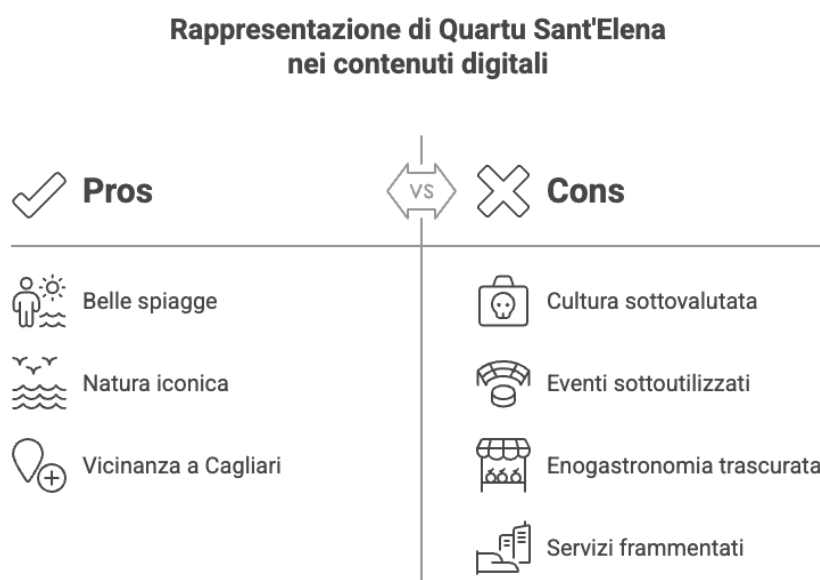 Rappresentazione di Quartu Sant'Elena
nei contenuti digitali
Pros
VS
Cons
Belle spiagge
Cultura sottovalutata
Natura iconica
Eventi sottoutilizzati
Vicinanza a Cagliari
Enogastronomia trascurata
Servizi frammentati